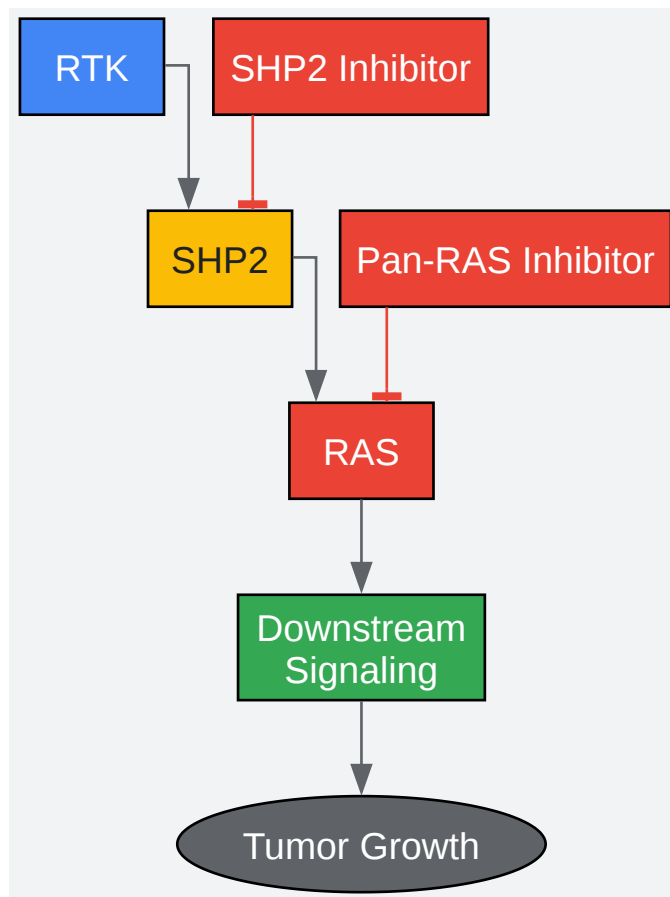 RTK
SHP2 Inhibitor
SHP2
Pan-RAS Inhibitor
RAS
Downstream
Signaling
Tumor Growth